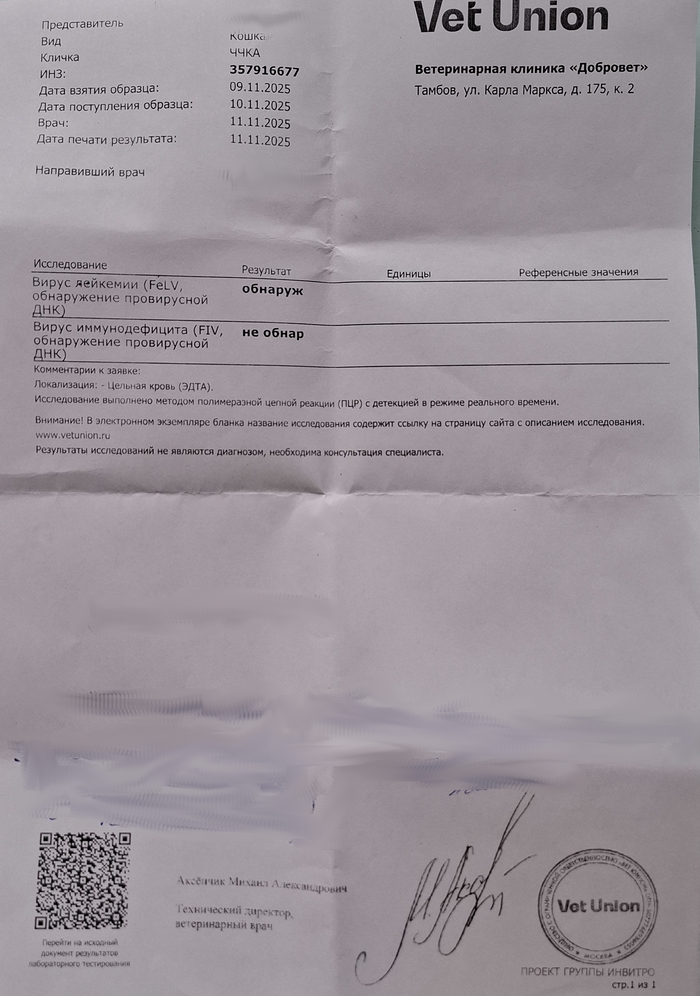 Vet Union
Представитель
Вид Кошка
Кличка ЧЧКА
ИНЗ: 357916677
Дата взятия образца: 09.11.2025
Дата поступления образца: 10.11.2025
Врач: 11.11.2025
Дата печати результата: 11.11.2025
Направивший врач
Ветеринарная клиника «Добровет»
Тамбов, ул. Карла Маркса, д. 175, к. 2
Исследование Результат Единицы Референсные значения
Вирус лейкемии (FeLV, обнаруж
обнаружение провирусной
ДНК)
Вирус иммунодефицита (FIV, не обнар
обнаружение провирусной
ДНК)
Комментарии к заявке:
Локализация: - Цельная кровь (ЭДТА).
Исследование выполнено методом полимеразной цепной реакции (ПЦР) с детекцией в режиме реального времени.
Внимание! В электронном экземпляре бланка название исследования содержит ссылку на страницу сайта с описанием исследования.
www.vetunion.ru
Результаты исследований не являются диагнозом, необходима консультация специалиста.
Перейти на исходный
документ результатов
лабораторного тестирования
Аксёнчик Михаил Александрович
Технический директор,
ветеринарный врач
Vet Union
МОСКВА
ПРОЕКТ ГРУППЫ ИНВИТРО
стр.1 из 1